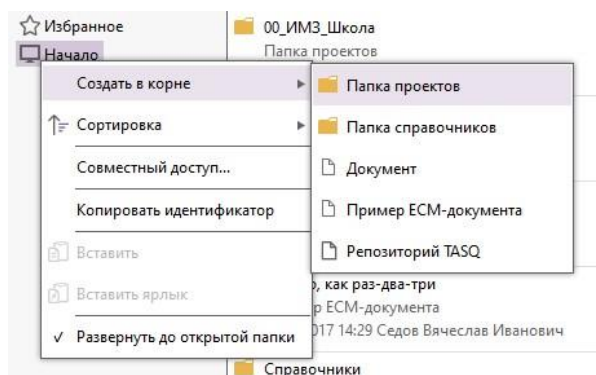 Избранное
Начало
00_ИМЗ_Школа
Папка проектов
Создать в корне
Сортировка
Совместный доступ...
Копировать идентификатор
Вставить
Вставить ярлык
✓ Развернуть до открытой папки
Папка проектов
Папка справочников
Документ
Пример ECM-документа
Репозиторий TASQ
, как раз-два-три
ECM-документа
017 14:29 Седов Вячеслав Иванович
Справочники